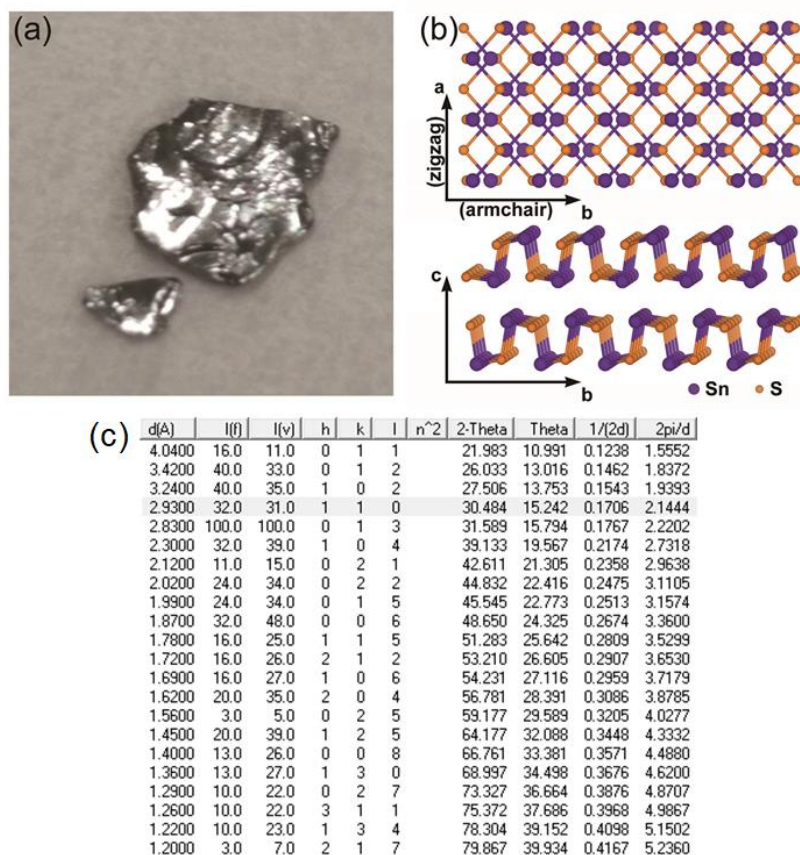 (a)
(b)
a
(zigzag)
(armchair)
b
c
b
Sn
S
(c)
d(A) I(f) I(v) h k l n^2 2-Theta Theta 1/(2d) 2pi/d
4.0400 16.0 11.0 0 1 1 21.983 10.991 0.1238 1.5552
3.4200 40.0 33.0 0 1 2 26.033 13.016 0.1462 1.8372
3.2400 40.0 35.0 1 0 2 27.506 13.753 0.1543 1.9393
2.9300 32.0 31.0 1 1 0 30.484 15.242 0.1706 2.1444
2.8300 100.0 100.0 0 1 3 31.589 15.794 0.1767 2.2202
2.3000 32.0 39.0 1 0 4 39.133 19.567 0.2174 2.7318
2.1200 11.0 15.0 0 2 1 42.611 21.305 0.2358 2.9638
2.0200 24.0 34.0 0 2 2 44.832 22.416 0.2475 3.1105
1.9900 24.0 34.0 0 1 5 45.545 22.773 0.2513 3.1574
1.8700 32.0 48.0 0 0 6 48.650 24.325 0.2674 3.3600
1.7800 16.0 25.0 1 1 5 51.283 25.642 0.2809 3.5299
1.7200 16.0 26.0 2 1 2 53.210 26.605 0.2907 3.6530
1.6900 16.0 27.0 1 0 6 54.231 27.116 0.2959 3.7179
1.6200 20.0 35.0 2 0 4 56.781 28.391 0.3086 3.8785
1.5600 3.0 5.0 0 2 5 59.177 29.589 0.3205 4.0277
1.4500 20.0 39.0 1 2 5 64.177 32.088 0.3448 4.3332
1.4000 13.0 26.0 0 0 8 66.761 33.381 0.3571 4.4880
1.3600 13.0 27.0 1 3 0 68.997 34.498 0.3676 4.6200
1.2900 10.0 22.0 0 2 7 73.327 36.664 0.3876 4.8707
1.2600 10.0 22.0 3 1 1 75.372 37.686 0.3968 4.9867
1.2200 10.0 23.0 1 3 4 78.304 39.152 0.4098 5.1502
1.2000 3.0 7.0 2 1 7 79.867 39.934 0.4167 5.2360